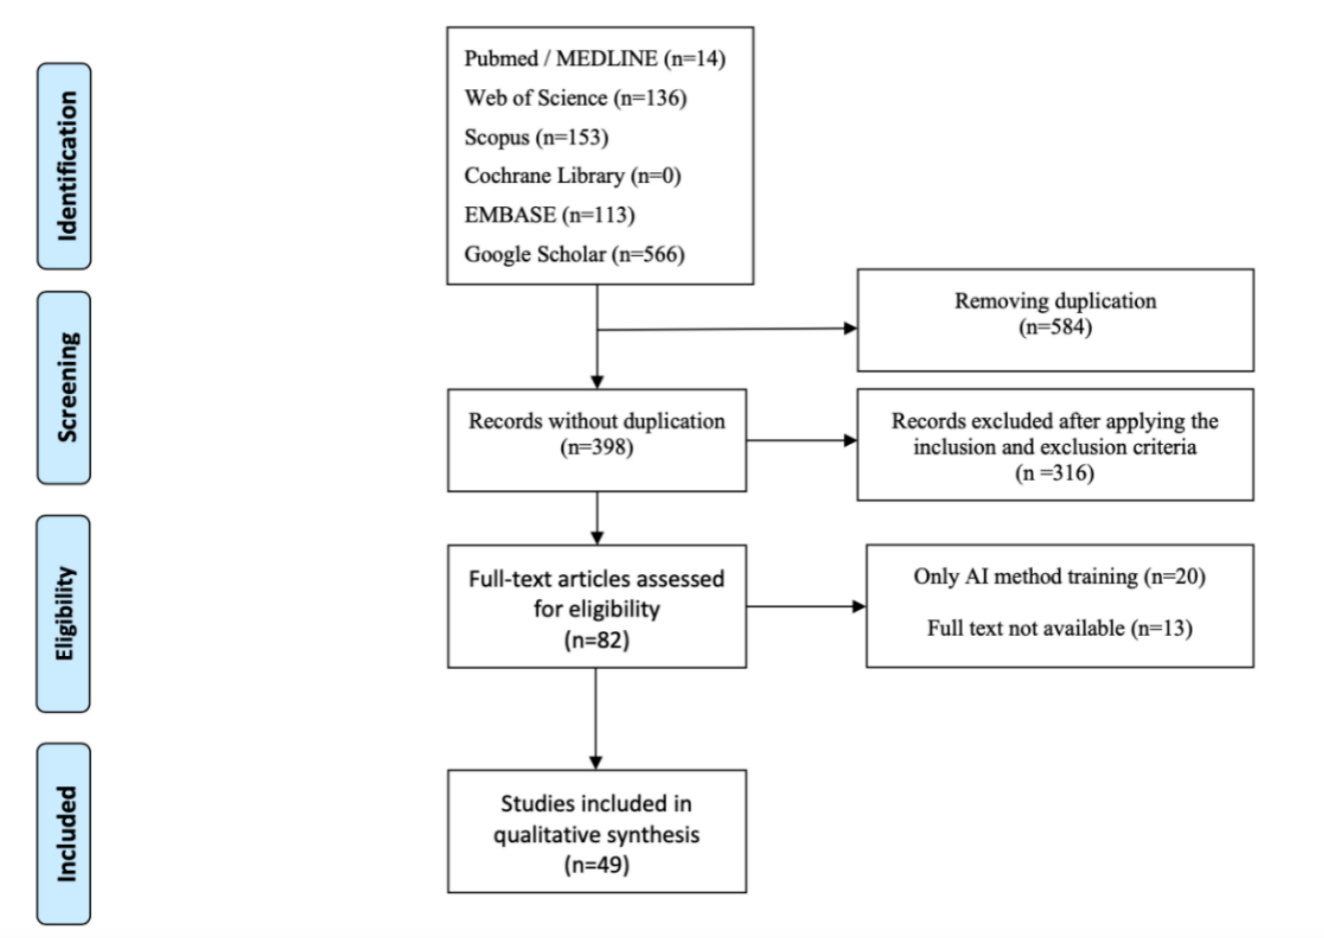 Identification
Pubmed / MEDLINE (n=14)
Web of Science (n=136)
Scopus (n=153)
Cochrane Library (n=0)
EMBASE (n=113)
Google Scholar (n=566)
Removing duplication
(n=584)
Screening
Records without duplication
(n=398)
Records excluded after applying the
inclusion and exclusion criteria
(n =316)
Eligibility
Full-text articles assessed
for eligibility
(n=82)
Only AI method training (n=20)
Full text not available (n=13)
Included
Studies included in
qualitative synthesis
(n=49)